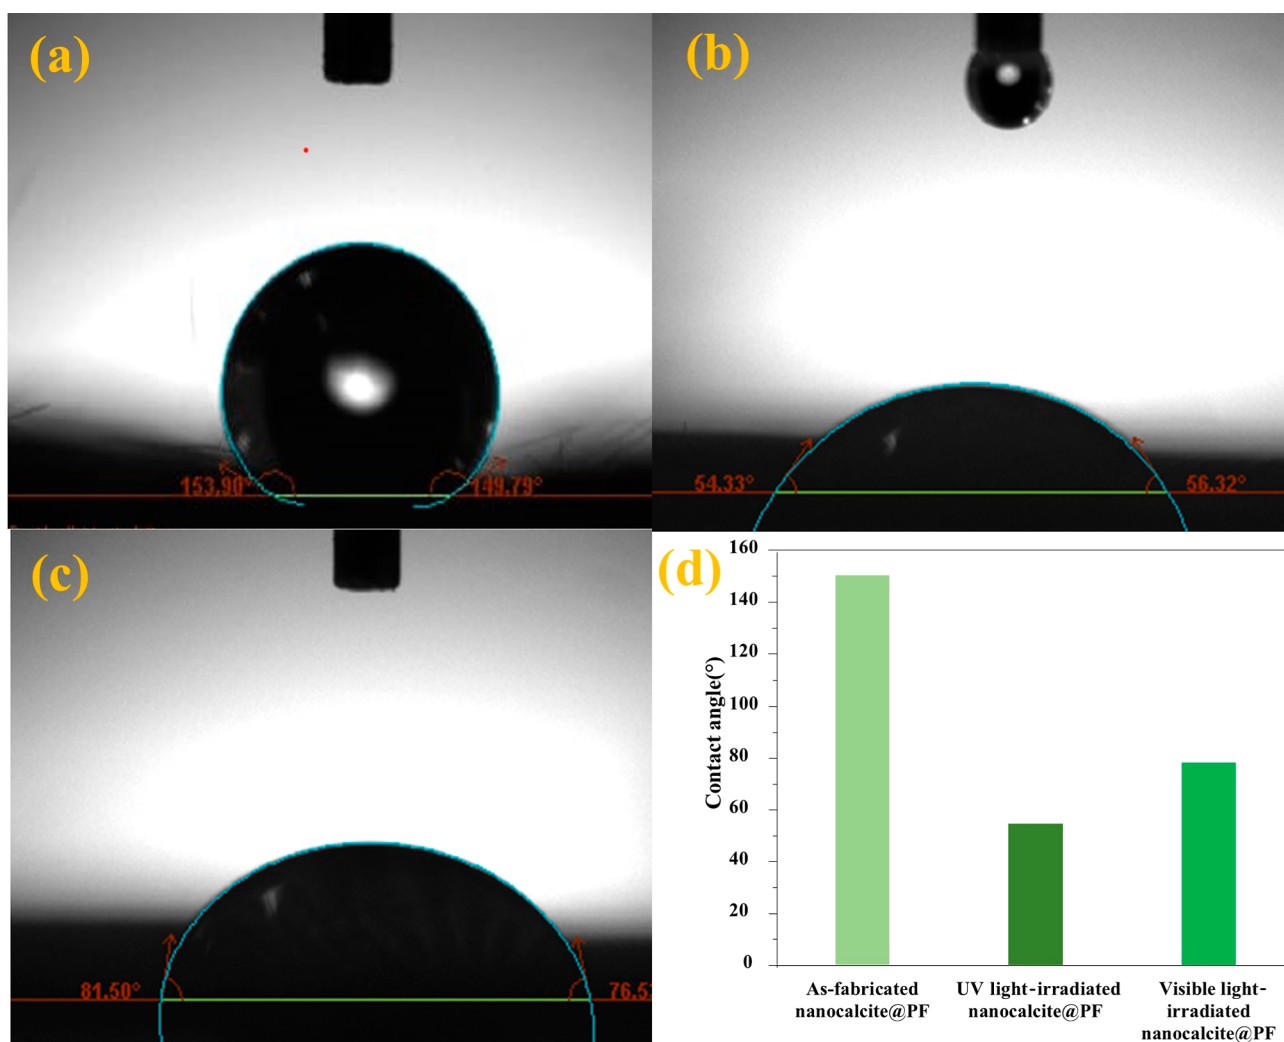 (a)
153.90°
149.79°
(b)
54.33°
56.32°
(c)
81.50°
(d)
160
140
120
100
80
60
40
20
0
Contact angle(°)
As-fabricated
nanocalcite@PF
UV light-irradiated
nanocalcite@PF
Visible light-
irradiated
nanocalcite@PF